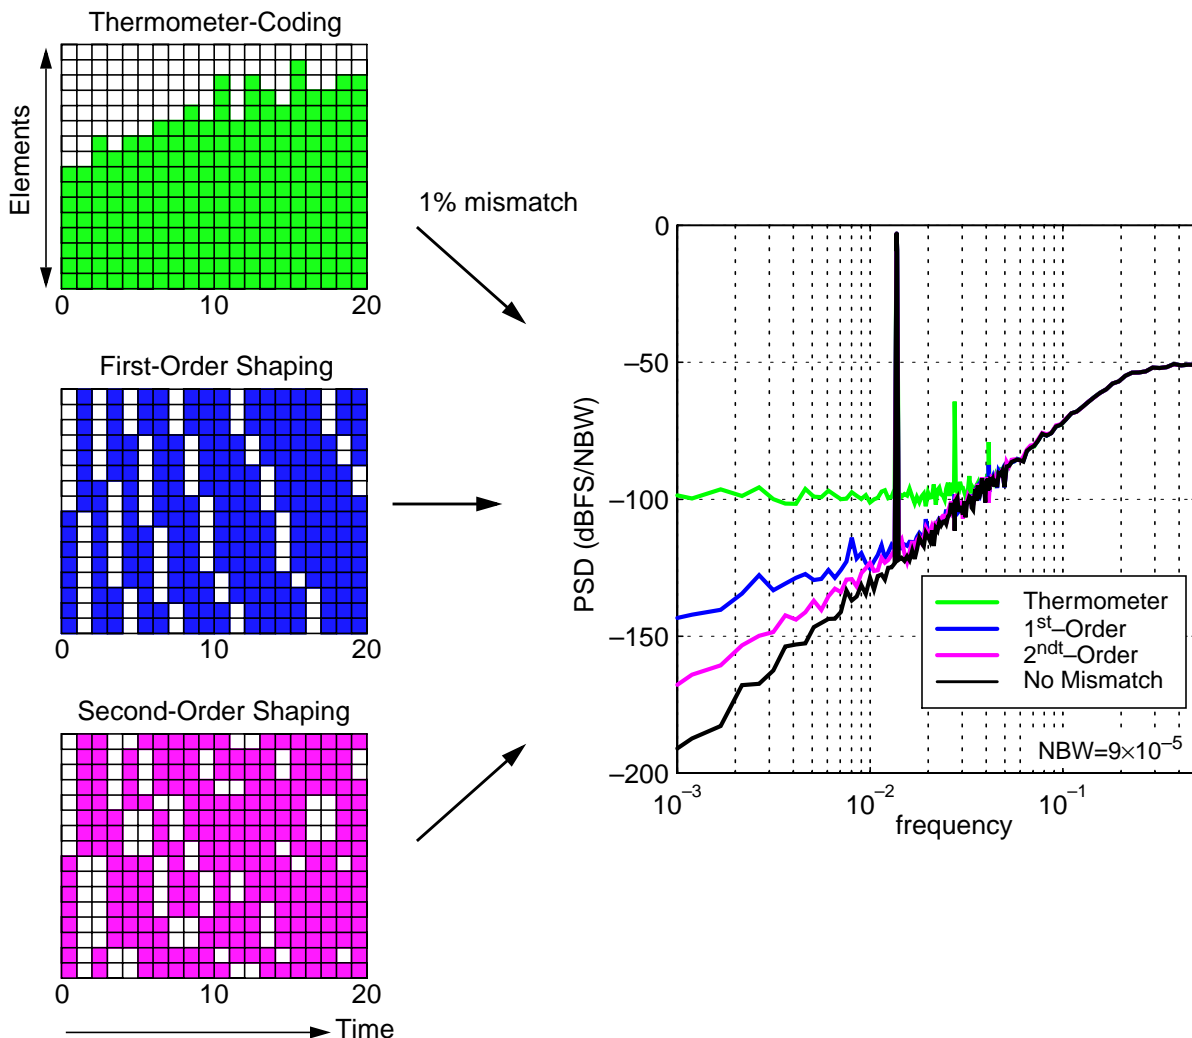 Thermometer-Coding
Elements
0 10 20
1% mismatch
First-Order Shaping
0 10 20
Second-Order Shaping
0 10 20
Time
PSD (dBFS/NBW)
0
–50
–100
–150
–200
10–3 10–2 10–1
frequency
Thermometer
1st–Order
2ndt–Order
No Mismatch
NBW=9×10–5